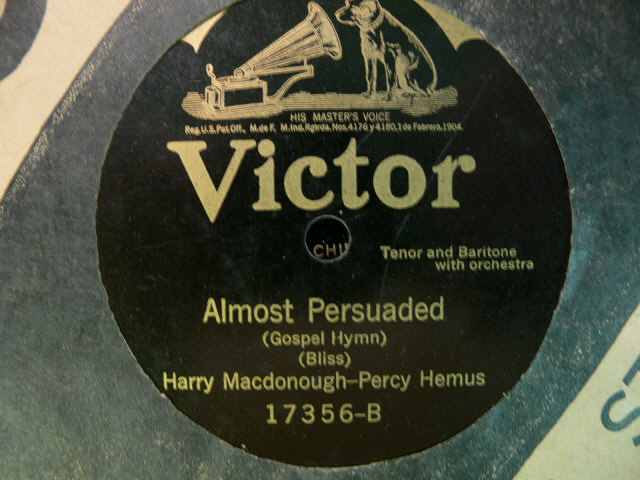 HIS MASTER'S VOICE
Reg.U.S.Pat.Off., M.de F. M.Ind.Rgtrda.Nos.4176 y 4180,1 de Febrero,1904.
Victor
Tenor and Baritone
with orchestra
Almost Persuaded
(Gospel Hymn)
(Bliss)
Harry Macdonough–Percy Hemus
17356–B